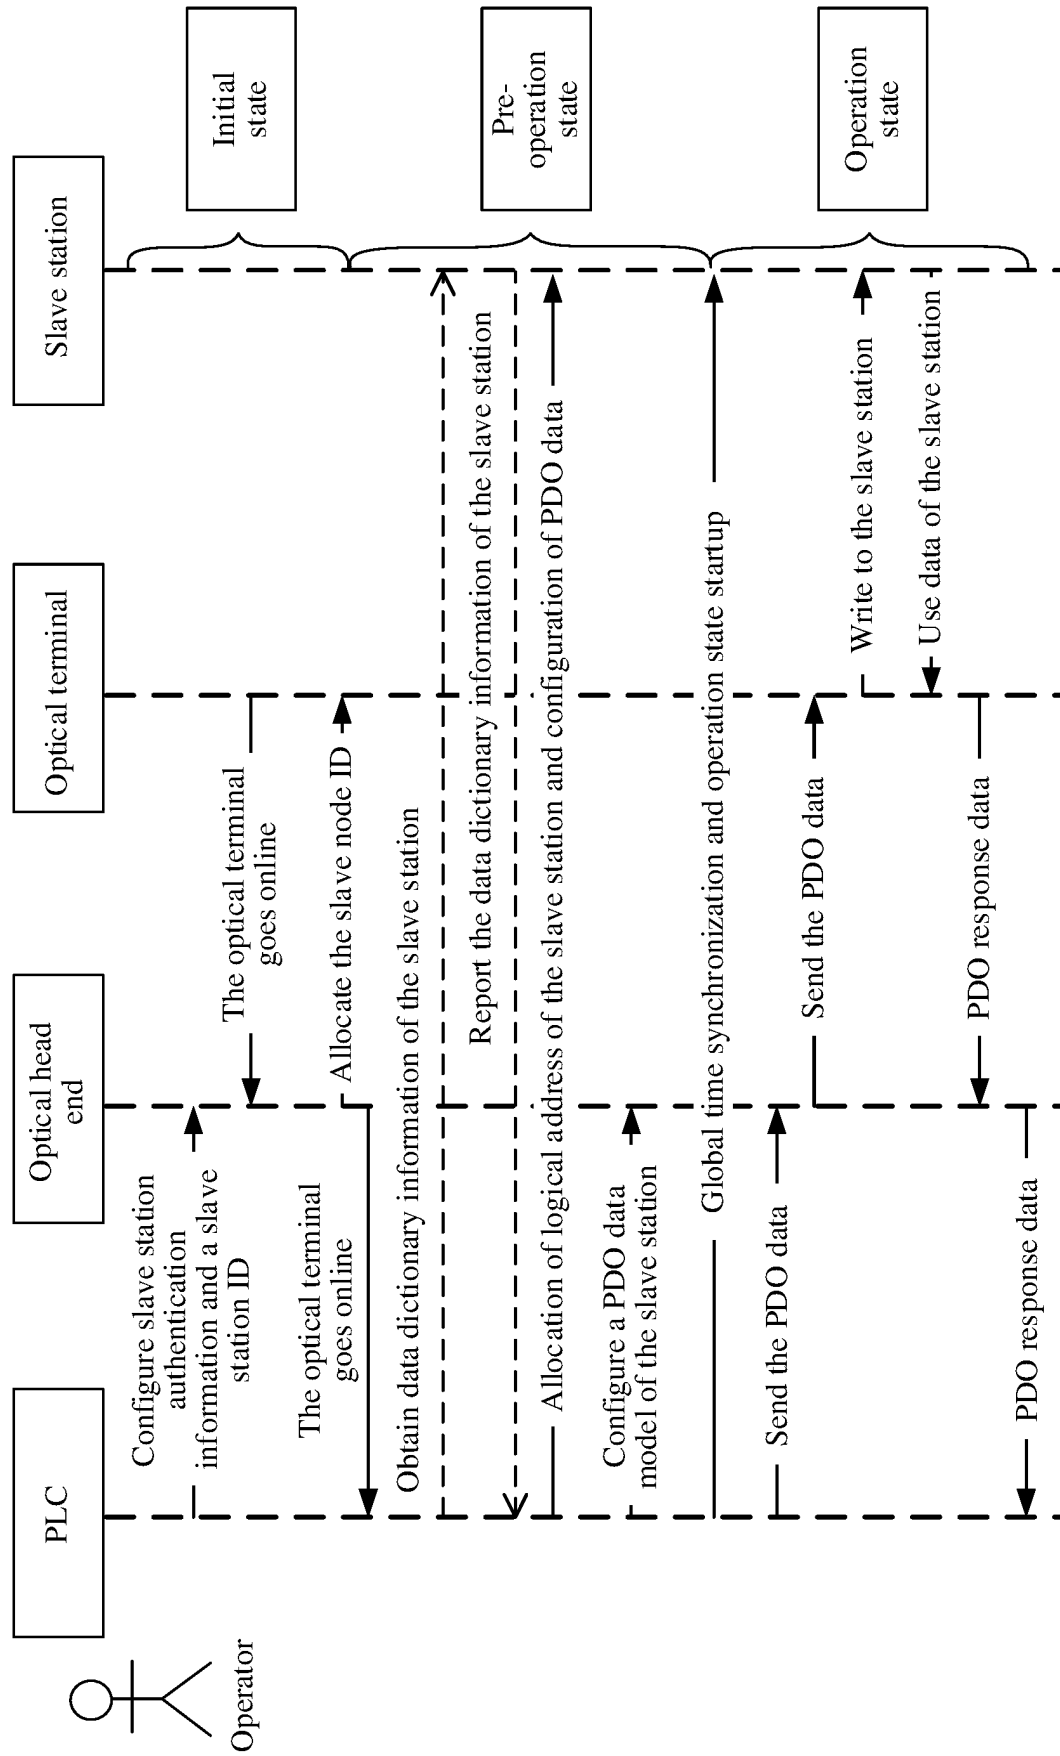 Operator
PLC
Optical head
end
Optical terminal
Slave station
Configure slave station
authentication
information and a slave
station ID
The optical terminal
goes online
Allocate the slave node ID
The optical terminal
goes online
Initial
state
Obtain data dictionary information of the slave station
Report the data dictionary information of the slave station
Allocation of logical address of the slave station and configuration of PDO data
Configure a PDO data
model of the slave station
Pre-
operation
state
Global time synchronization and operation state startup
Send the PDO data
Send the PDO data
Write to the slave station
Use data of the slave station
PDO response data
PDO response data
Operation
state